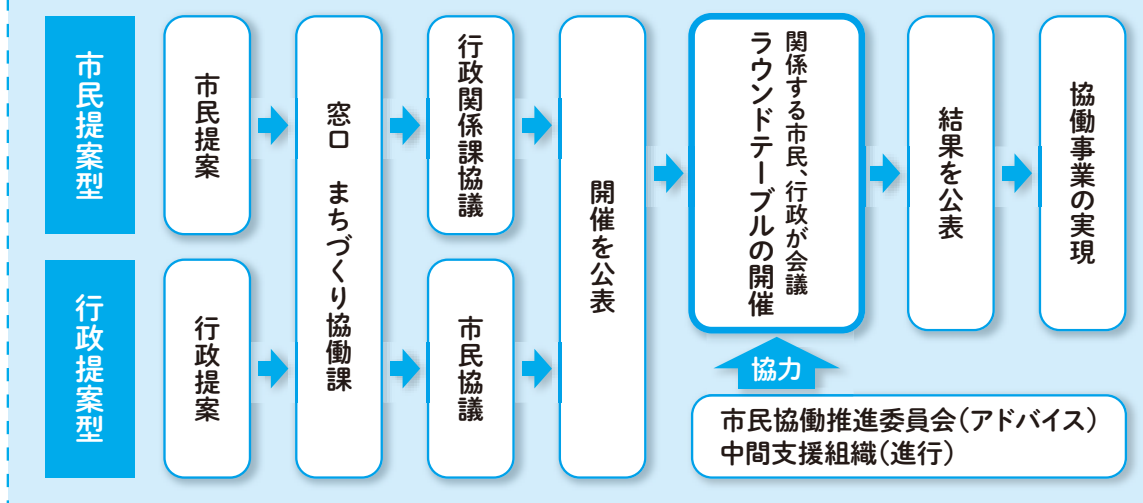 市民提案型
市民提案
窓口 まちづくり協働課
行政関係課協議
開催を公表
関係する市民、行政が会議
ラウンドテーブルの開催
結果を公表
協働事業の実現
行政提案型
行政提案
市民協議
協力
市民協働推進委員会(アドバイス)
中間支援組織(進行)